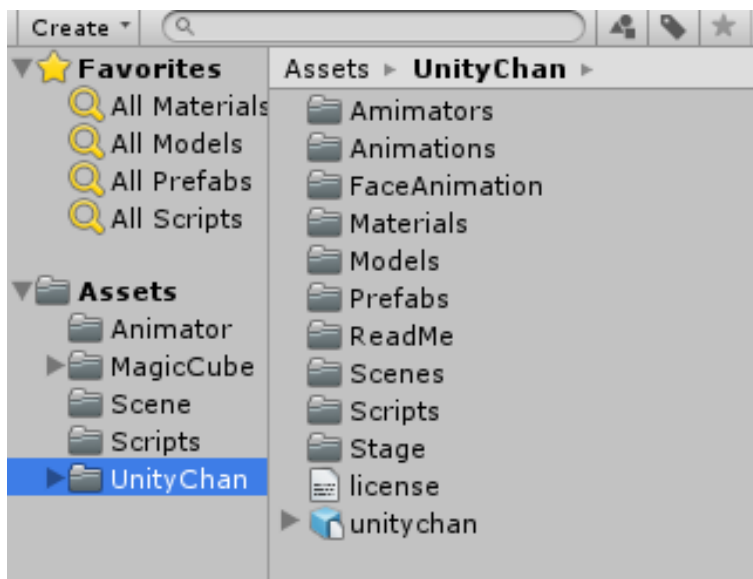 Create
Favorites
All Materials
All Models
All Prefabs
All Scripts
Assets
Animator
MagicCube
Scene
Scripts
UnityChan
Assets UnityChan
Amimators
Animations
FaceAnimation
Materials
Models
Prefabs
ReadMe
Scenes
Scripts
Stage
license
unitychan